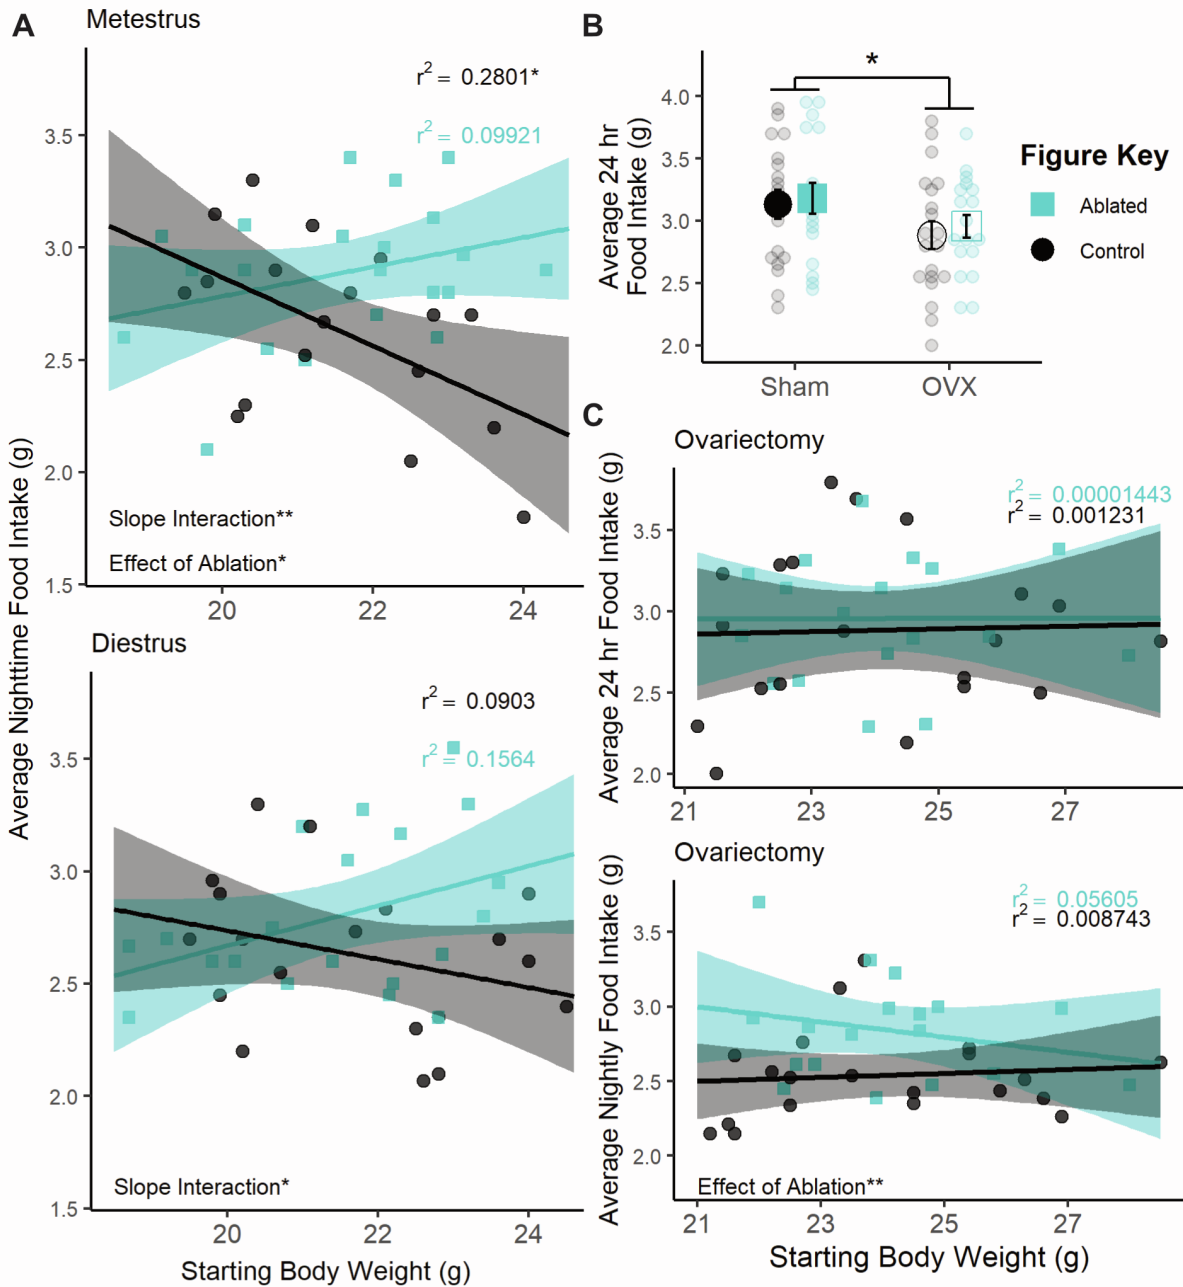 A
Metestrus
r2 = 0.2801*
r2 = 0.09921
3.5
3.0
2.5
2.0
1.5
Slope Interaction**
Effect of Ablation*
20
22
24
Average Nighttime Food Intake (g)
Diestrus
r2 = 0.0903
r2 = 0.1564
3.5
3.0
2.5
2.0
1.5
Slope Interaction*
20
22
24
Starting Body Weight (g)
B
*
Average 24 hr
Food Intake (g)
4.0
3.5
3.0
2.5
2.0
Sham
OVX
Figure Key
Ablated
Control
C
Ovariectomy
r2 = 0.00001443
r2 = 0.001231
Average 24 hr Food Intake (g)
3.5
3.0
2.5
2.0
21
23
25
27
Ovariectomy
r2 = 0.05605
r2 = 0.008743
Average Nightly Food Intake (g)
3.5
3.0
2.5
2.0
Effect of Ablation**
21
23
25
27
Starting Body Weight (g)